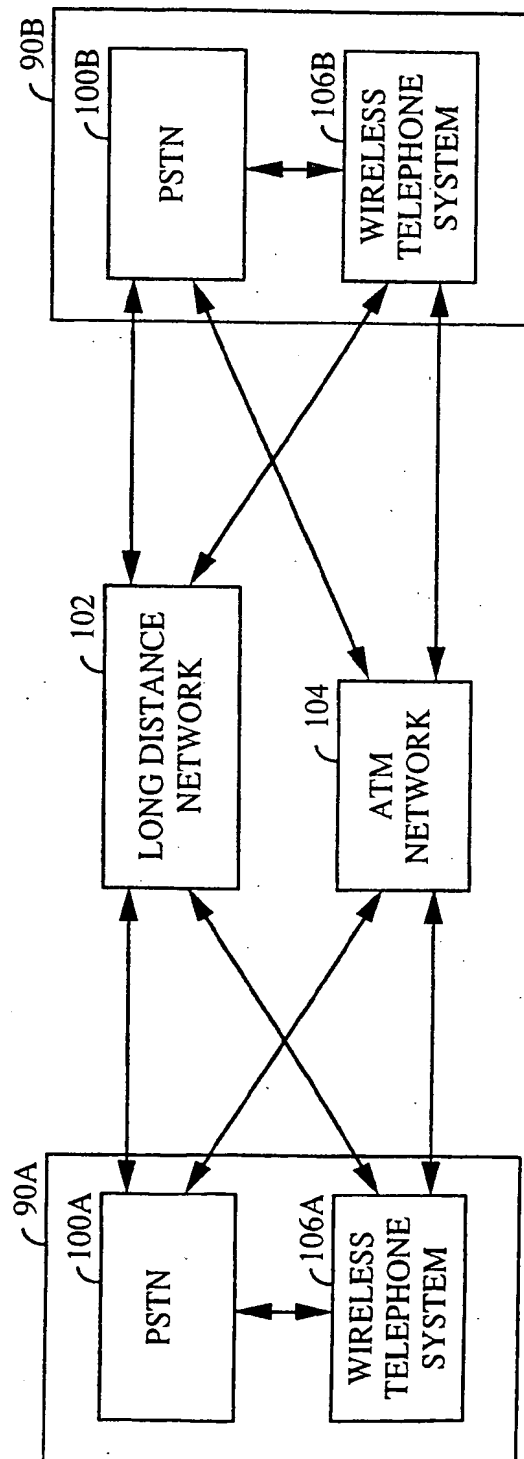 90A
100A
PSTN
106A
WIRELESS
TELEPHONE
SYSTEM
102
LONG DISTANCE
NETWORK
104
ATM
NETWORK
90B
100B
PSTN
106B
WIRELESS
TELEPHONE
SYSTEM